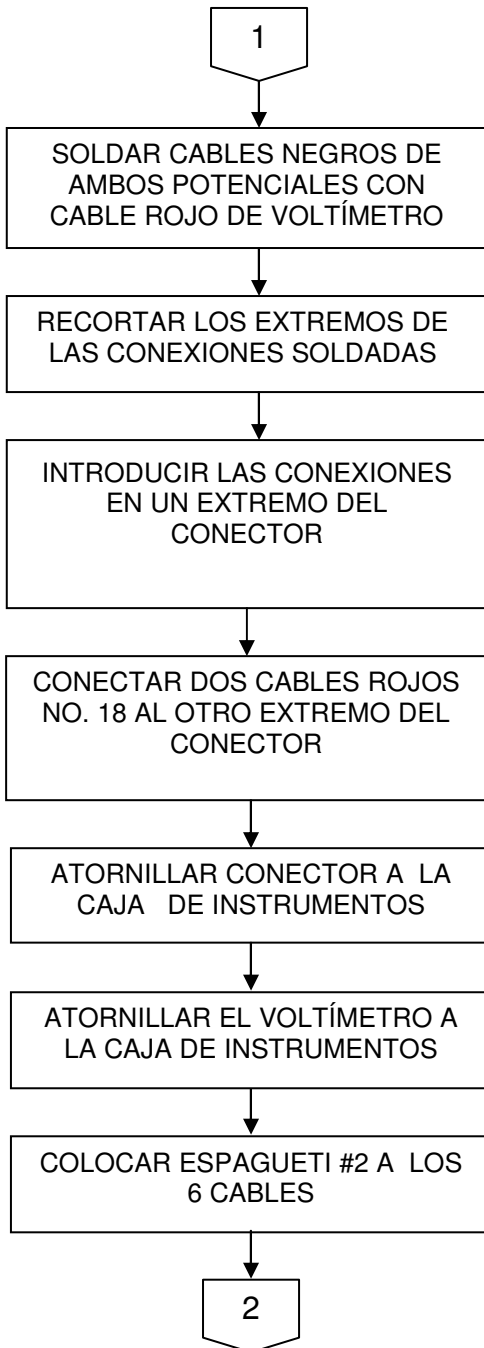 1
SOLDAR CABLES NEGROS DE
AMBOS POTENCIALES CON
CABLE ROJO DE VOLTÍMETRO
RECORTAR LOS EXTREMOS DE
LAS CONEXIONES SOLDADAS
INTRODUCIR LAS CONEXIONES
EN UN EXTREMO DEL
CONECTOR
CONECTAR DOS CABLES ROJOS
NO. 18 AL OTRO EXTREMO DEL
CONECTOR
ATORNILLAR CONECTOR A LA
CAJA DE INSTRUMENTOS
ATORNILLAR EL VOLTÍMETRO A
LA CAJA DE INSTRUMENTOS
COLOCAR ESPAGUETI #2 A LOS
6 CABLES
2